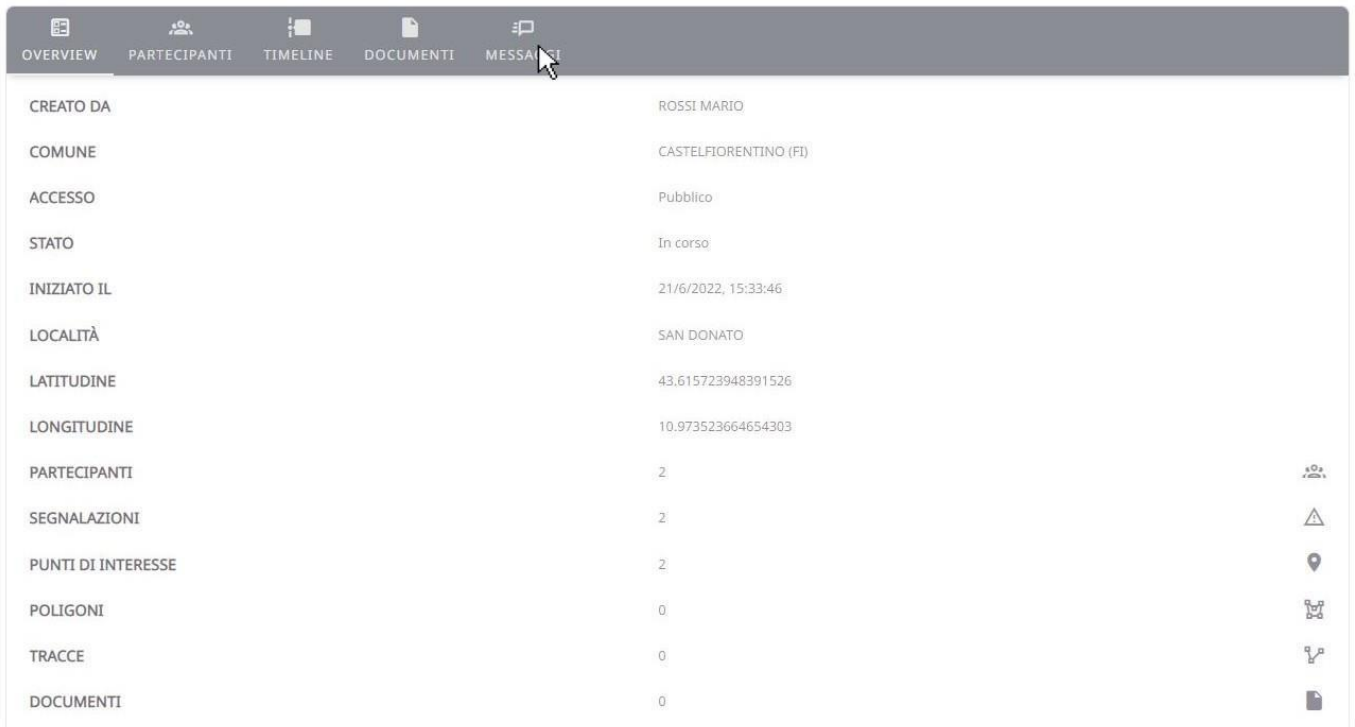 OVERVIEW PARTECIPANTI TIMELINE DOCUMENTI MESSAGGI
CREATO DA ROSSI MARIO
COMUNE CASTELFIORENTINO (FI)
ACCESSO Pubblico
STATO In corso
INIZIATO IL 21/6/2022, 15:33:46
LOCALITÀ SAN DONATO
LATITUDINE 43.615723948391526
LONGITUDINE 10.973523664654303
PARTECIPANTI 2
SEGNALAZIONI 2
PUNTI DI INTERESSE 2
POLIGONI 0
TRACCE 0
DOCUMENTI 0